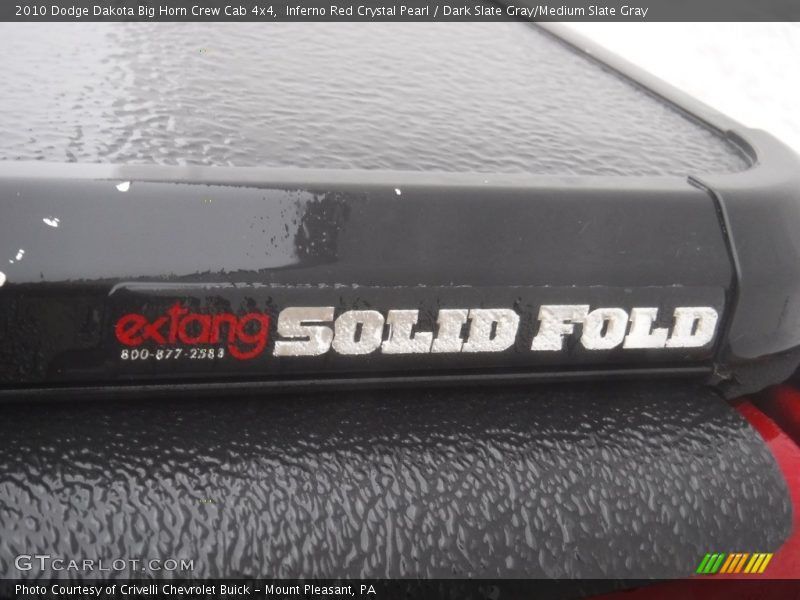 2010 Dodge Dakota Big Horn Crew Cab 4x4,  Inferno Red Crystal Pearl / Dark Slate Gray/Medium Slate Gray
extang SOLID FOLD
800-877-2588
GTCARLOT.COM
Photo Courtesy of Crivelli Chevrolet Buick - Mount Pleasant, PA